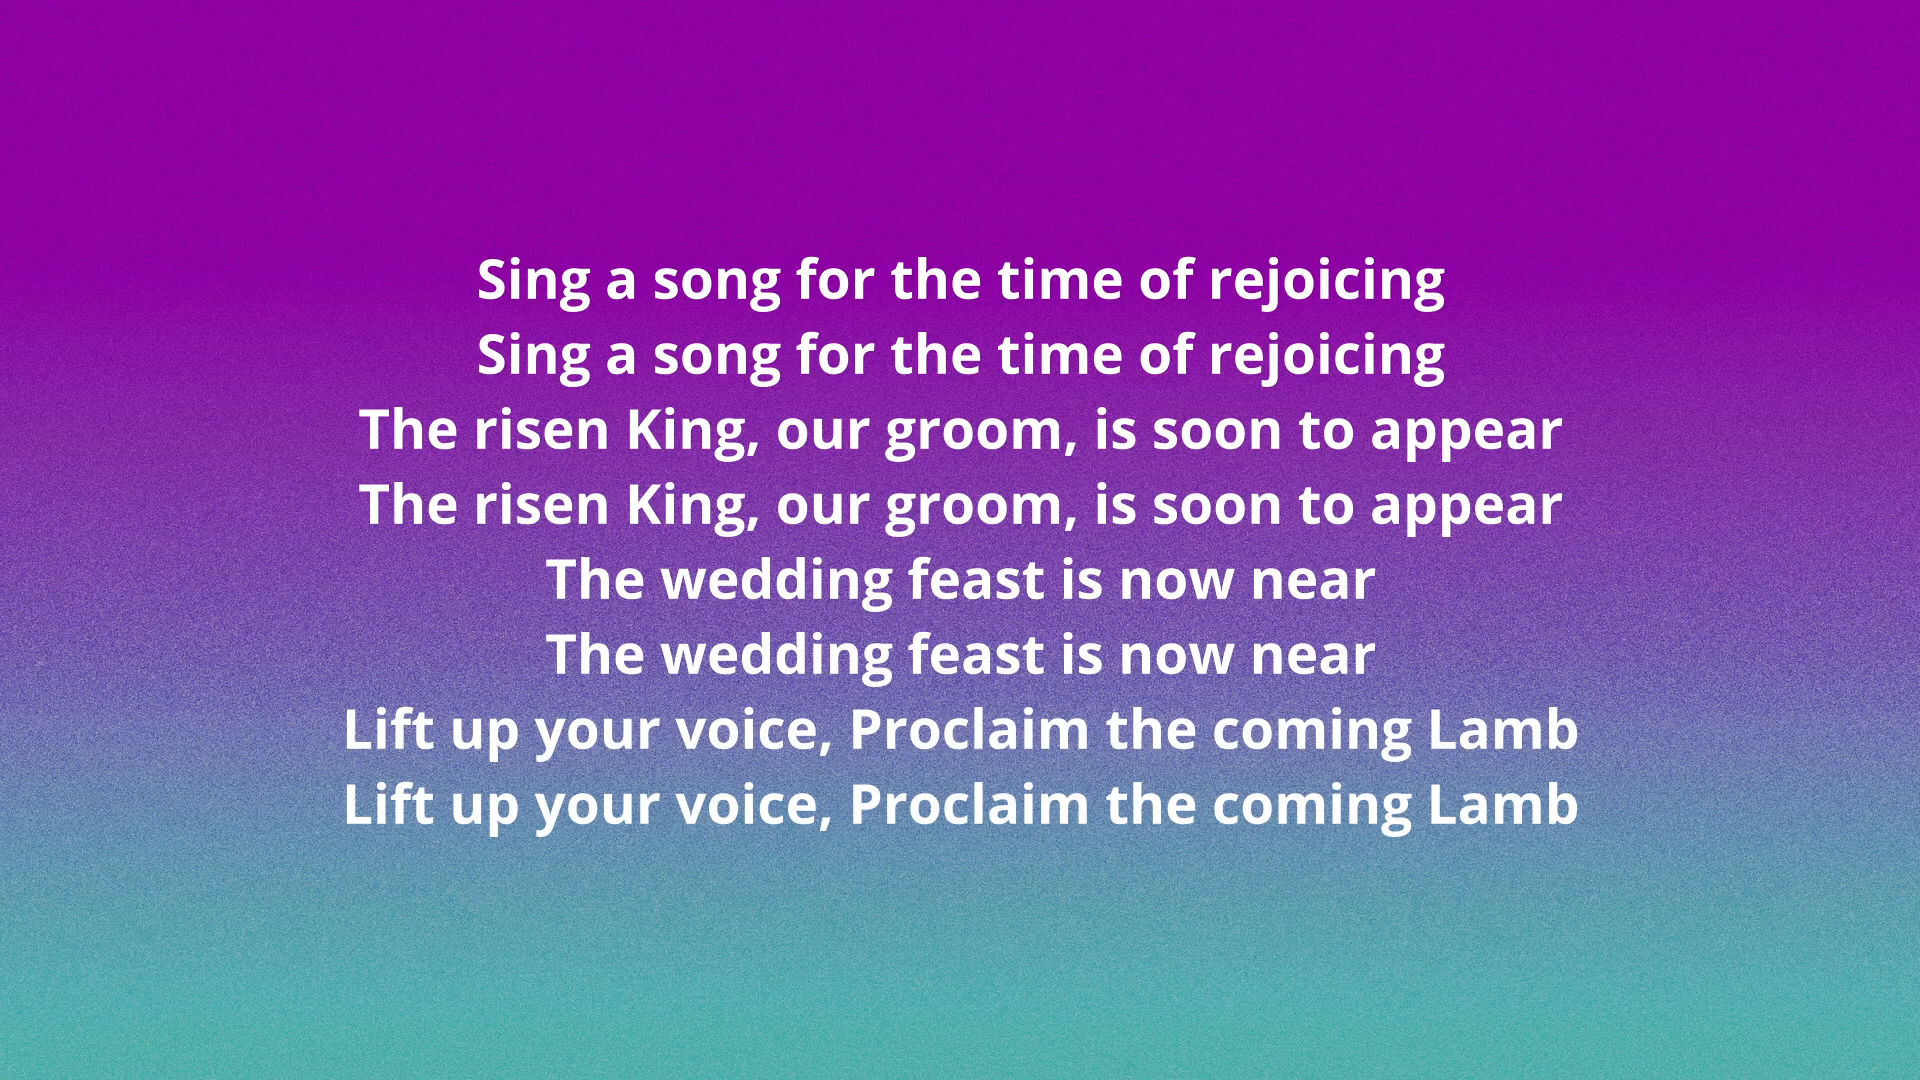 Sing a song for the time of rejoicing
Sing a song for the time of rejoicing
The risen King, our groom, is soon to appear
The risen King, our groom, is soon to appear
The wedding feast is now near
The wedding feast is now near
Lift up your voice, Proclaim the coming Lamb
Lift up your voice, Proclaim the coming Lamb